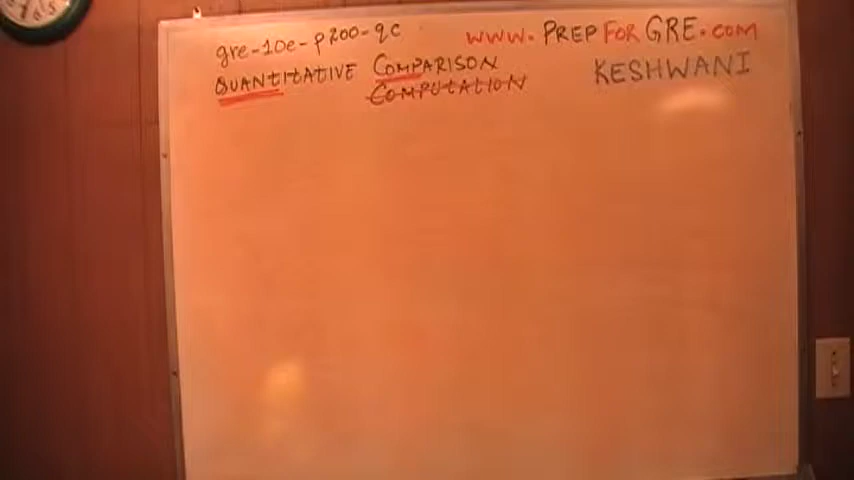 gre-10e-p200-qc
www.PREPFORGRE.COM
QUANTITATIVE COMPARISON
COMPUTATION
KESHWANI